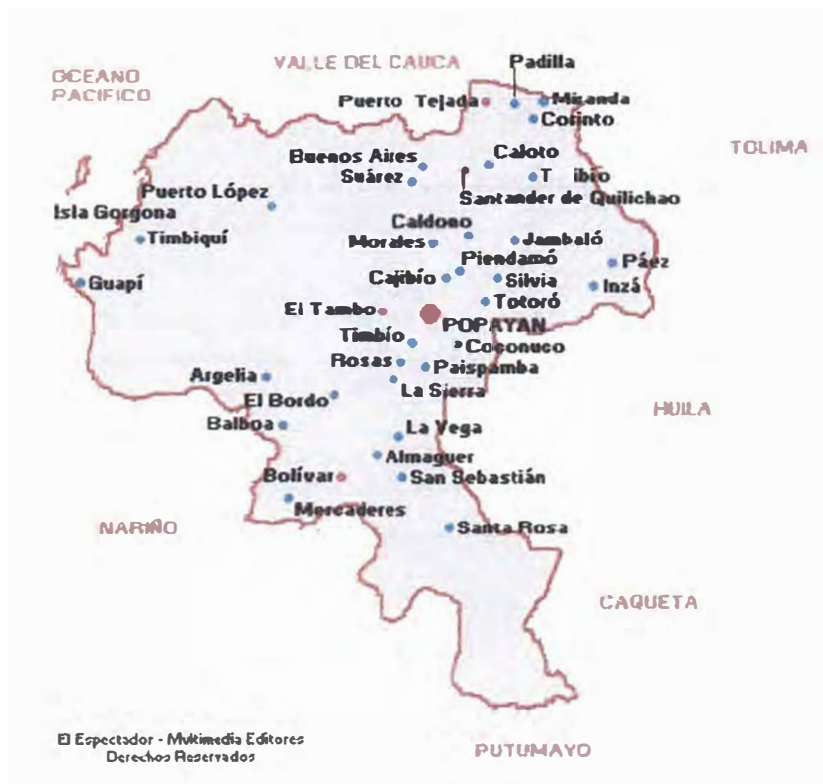 VALLE DEL CAUCA
Padilla
OCEANO
PACIFICO
Puerto Tejada
Miranda
Corinto
TOLIMA
Buenos Aires
Caloto
Suárez
T ibio
Puerto López
Santander de Quilichao
Isla Gorgona
Caldono
Timbiquí
Morales
Jambaló
Piendamó
Páez
Guapí
Cajibío
Silvia
Inzá
El Tambo
Totoró
POPAYAN
Timbío
Coconuco
Rosas
Paispamba
Argelia
La Sierra
El Bordo
HUILA
Balboa
La Vega
Almaguer
Bolívar
San Sebastián
Mercaderes
NARIÑO
Santa Rosa
CAQUETA
El Espectador - Multimedia Editores
Derechos Reservados
PUTUMAYO